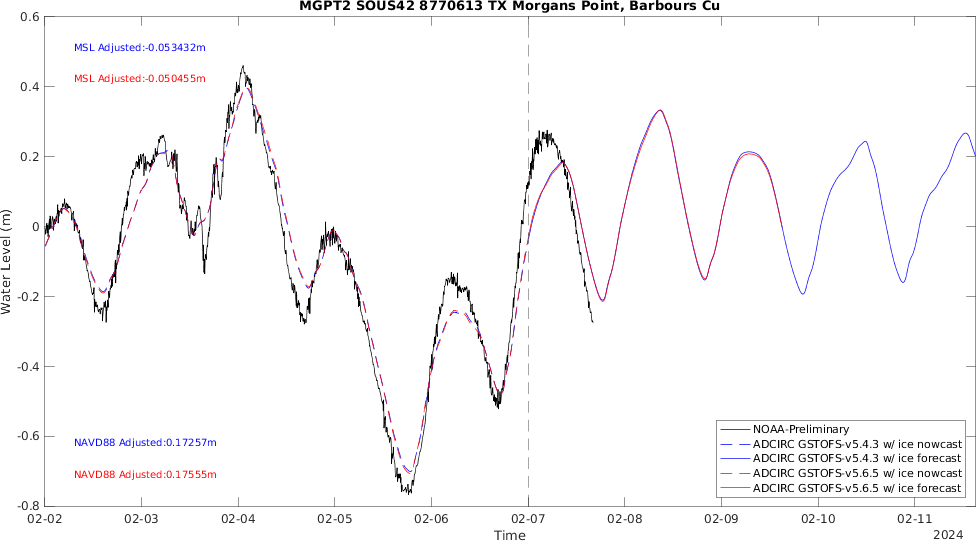 MGPT2 SOUS42 8770613 TX Morgans Point, Barbours Cu
0.6
0.4
0.2
0
-0.2
-0.4
-0.6
-0.8
Water Level (m)
MSL Adjusted:-0.053432m
MSL Adjusted:-0.050455m
NAVD88 Adjusted:0.17257m
NAVD88 Adjusted:0.17555m
NOAA-Preliminary
ADCIRC GSTOFS-v5.4.3 w/ ice nowcast
ADCIRC GSTOFS-v5.4.3 w/ ice forecast
ADCIRC GSTOFS-v5.6.5 w/ ice nowcast
ADCIRC GSTOFS-v5.6.5 w/ ice forecast
02-02 02-03 02-04 02-05 02-06 02-07 02-08 02-09 02-10 02-11
Time
2024